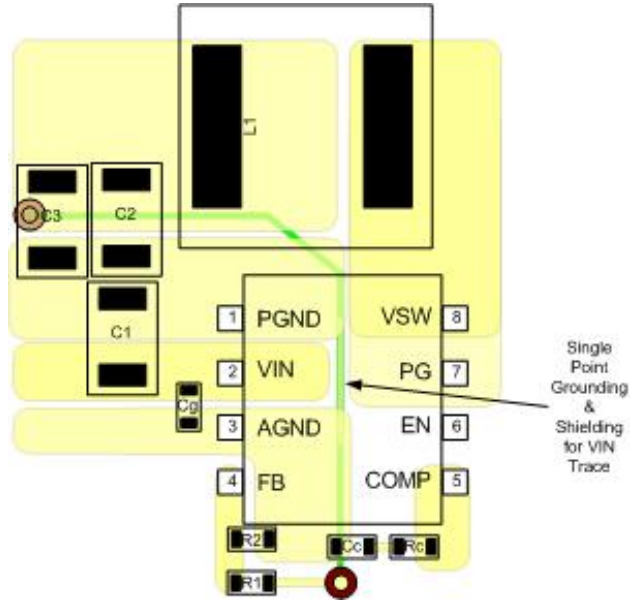 L1
C3
C2
C1
1 PGND VSW 8
2 VIN PG 7
Cg
3 AGND EN 6
4 FB COMP 5
Single
Point
Grounding
&
Shielding
for VIN
Trace
R2
Cc Rc
R1